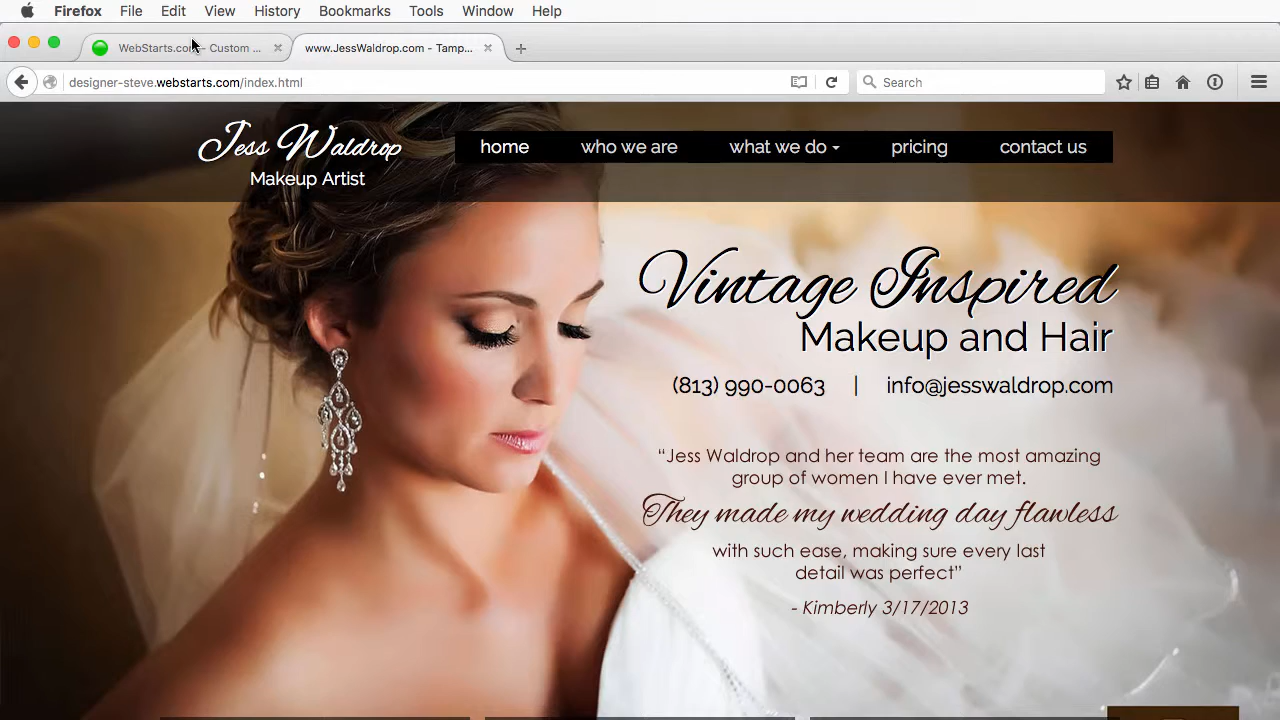 Firefox File Edit View History Bookmarks Tools Window Help
WebStarts.co - Custom ... www.JessWaldrop.com - Tamp...
designer-steve.webstarts.com/index.html Search
Jess Waldrop
Makeup Artist
home who we are what we do pricing contact us
Vintage Inspired
Makeup and Hair
(813) 990-0063 | info@jesswaldrop.com
“Jess Waldrop and her team are the most amazing
group of women I have ever met.
They made my wedding day flawless
with such ease, making sure every last
detail was perfect”
- Kimberly 3/17/2013